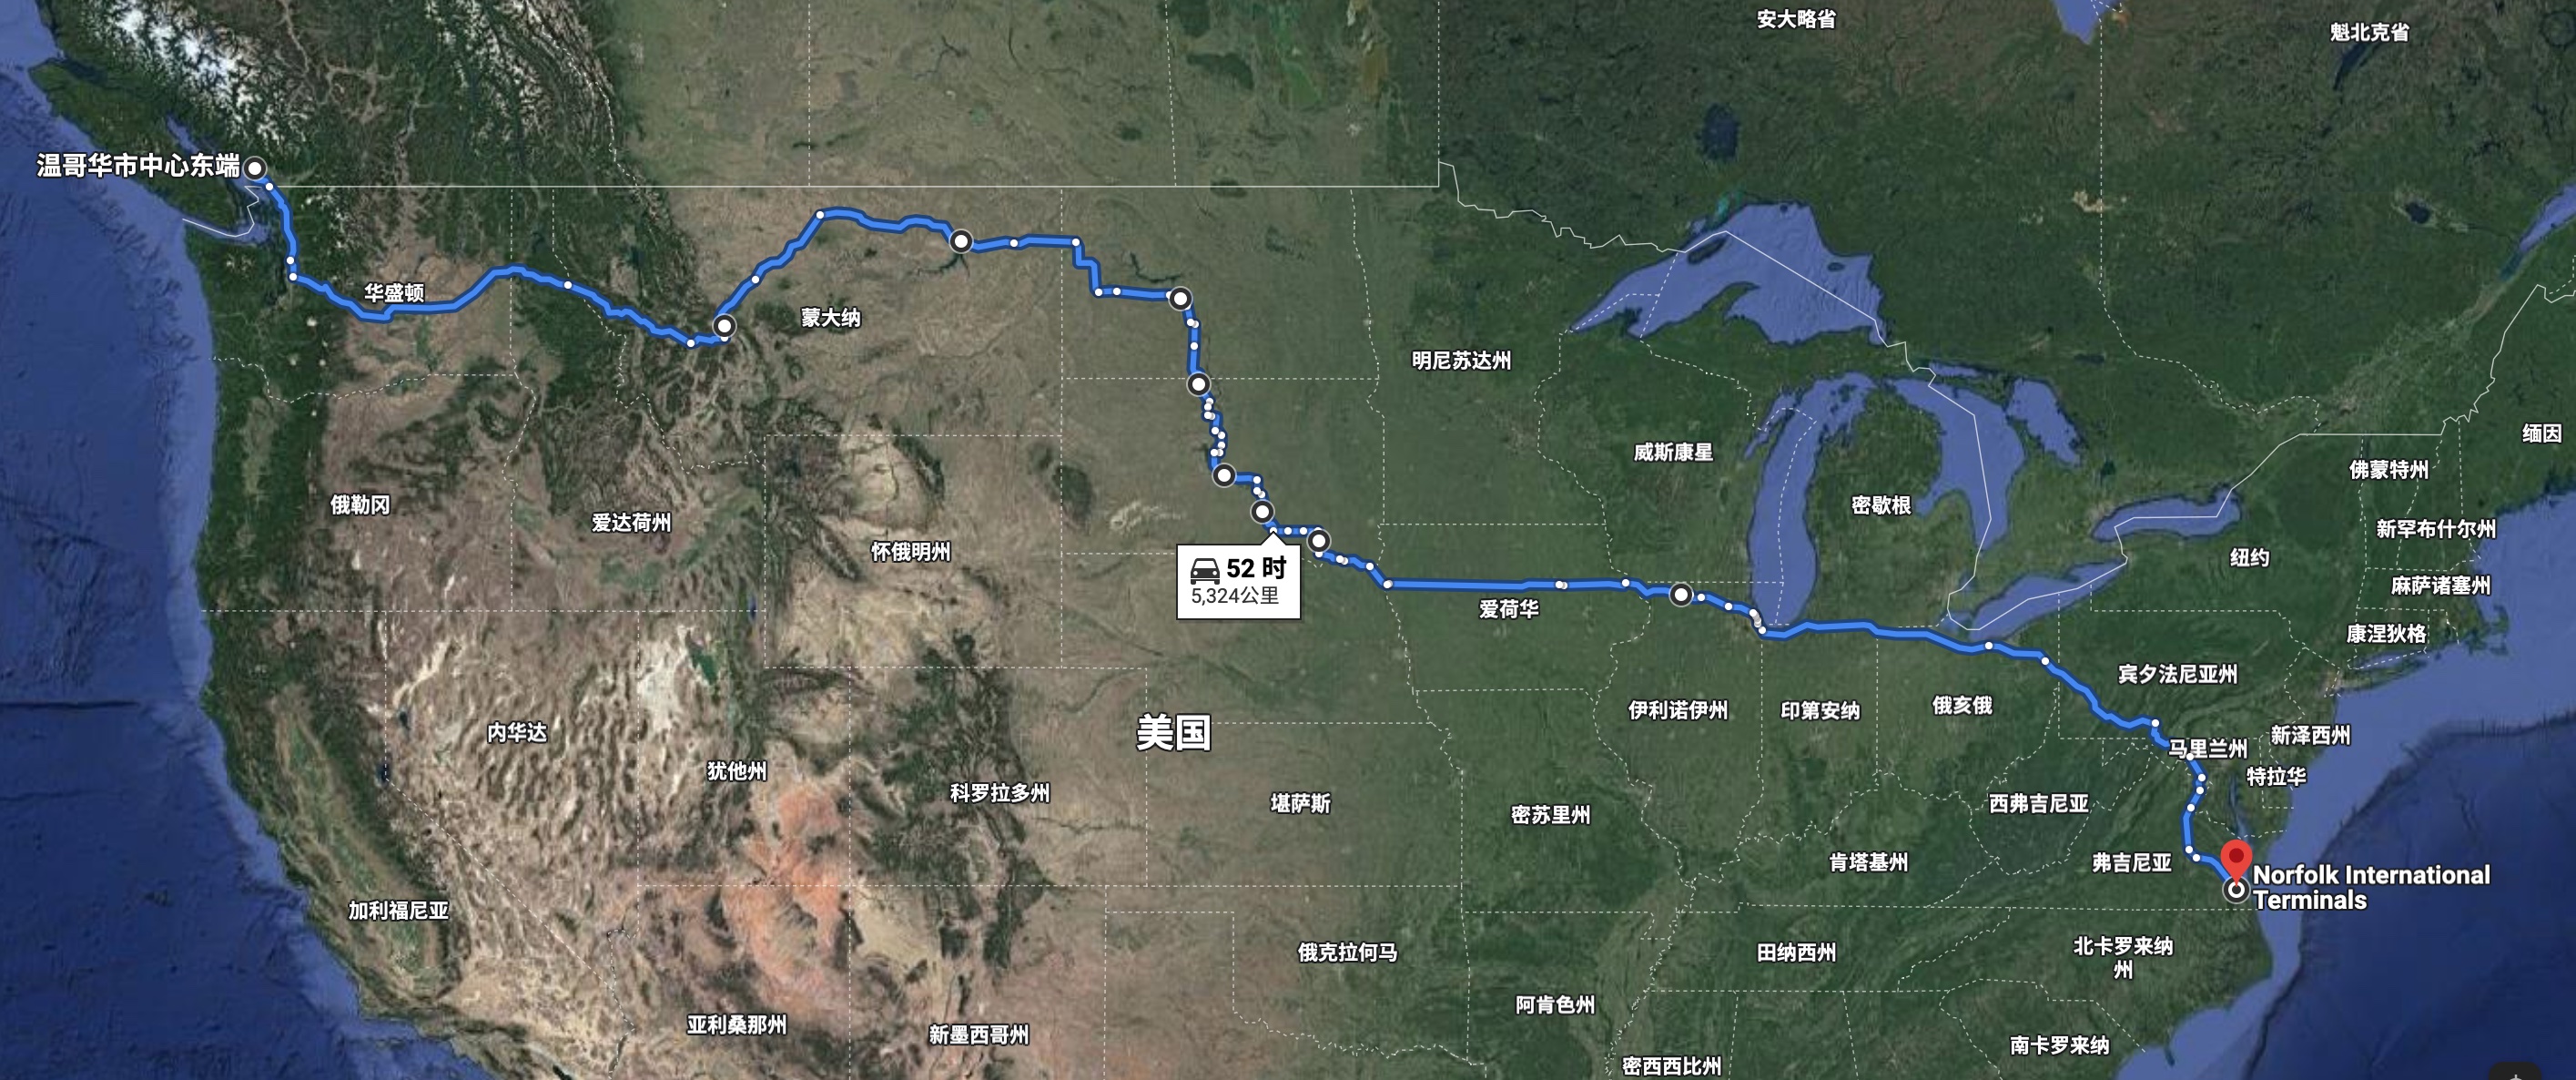 安大略省
魁北克省
温哥华市中心东端
华盛顿
蒙大纳
明尼苏达州
缅因
威斯康星
佛蒙特州
密歇根
俄勒冈
爱达荷州
新罕布什尔州
怀俄明州
纽约
52 时
5,324公里
麻萨诸塞州
爱荷华
康涅狄格
宾夕法尼亚州
俄亥俄
伊利诺伊州
印第安纳
美国
内华达
新泽西州
马里兰州
犹他州
特拉华
科罗拉多州
堪萨斯
西弗吉尼亚
密苏里州
肯塔基州
弗吉尼亚
Norfolk International
Terminals
加利福尼亚
俄克拉何马
田纳西州
北卡罗来纳
州
阿肯色州
亚利桑那州
新墨西哥州
南卡罗来纳
密西西比州